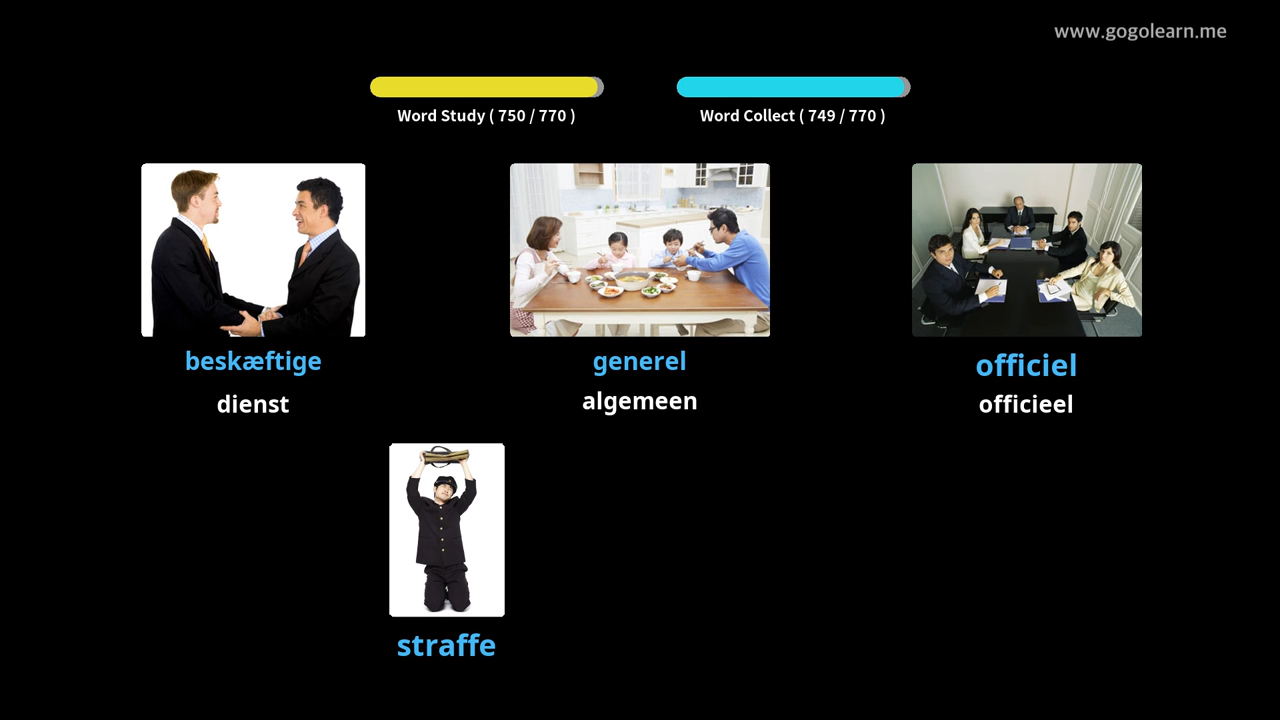 www.gogolearn.me
Word Study ( 750 / 770 )
Word Collect ( 749 / 770 )
beskæftige
generel
officiel
dienst
algemeen
officieel
straffe